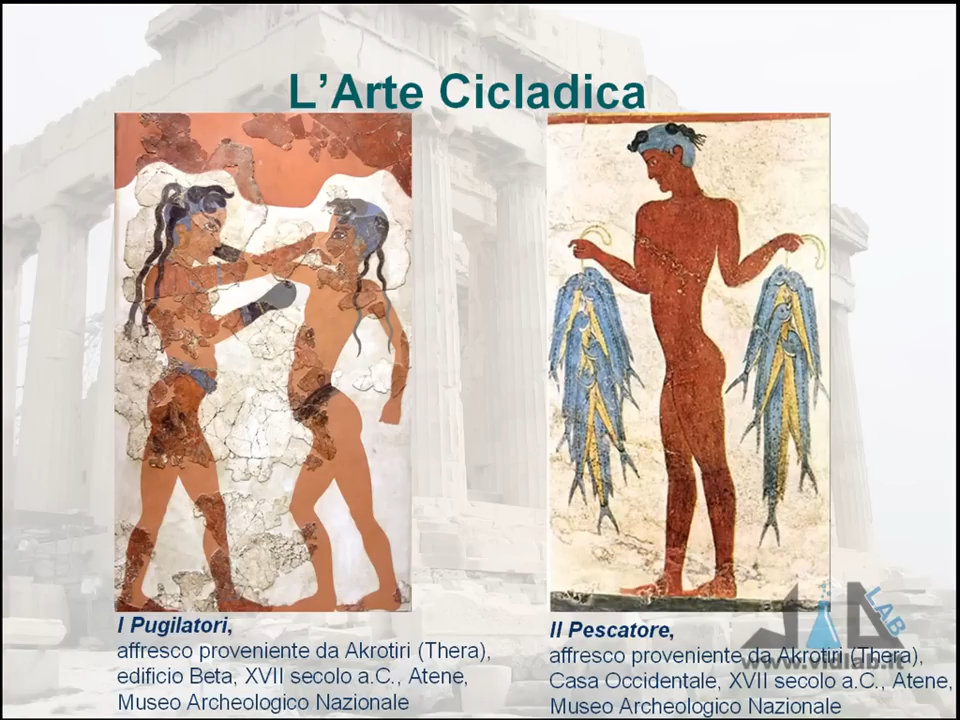 L'Arte Cicladica
I Pugilatori,
affresco proveniente da Akrotiri (Thera),
edificio Beta, XVII secolo a.C., Atene,
Museo Archeologico Nazionale
Il Pescatore,
affresco proveniente da Akrotiri (Thera),
Casa Occidentale, XVII secolo a.C., Atene,
Museo Archeologico Nazionale
LAB